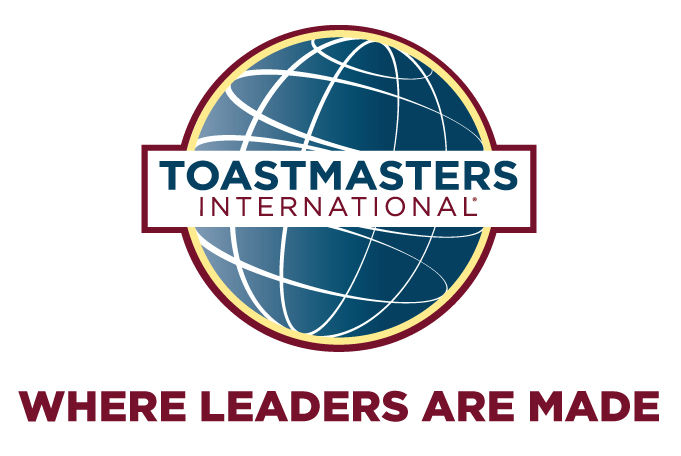 TOASTMASTERS
INTERNATIONAL®
WHERE LEADERS ARE MADE